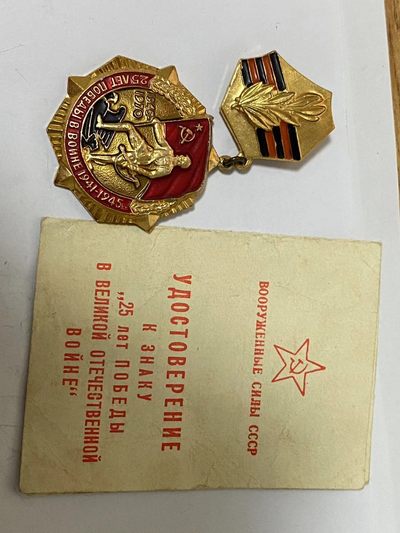 25 ЛЕТ ПОБЕДЫ В ВОЙНЕ 1941-1945
ВООРУЖЕННЫЕ СИЛЫ СССР
УДОСТОВЕРЕНИЕ
К ЗНАКУ
„25 лет ПОБЕДЫ
В ВЕЛИКОЙ ОТЕЧЕСТВЕННОЙ
ВОЙНЕ“